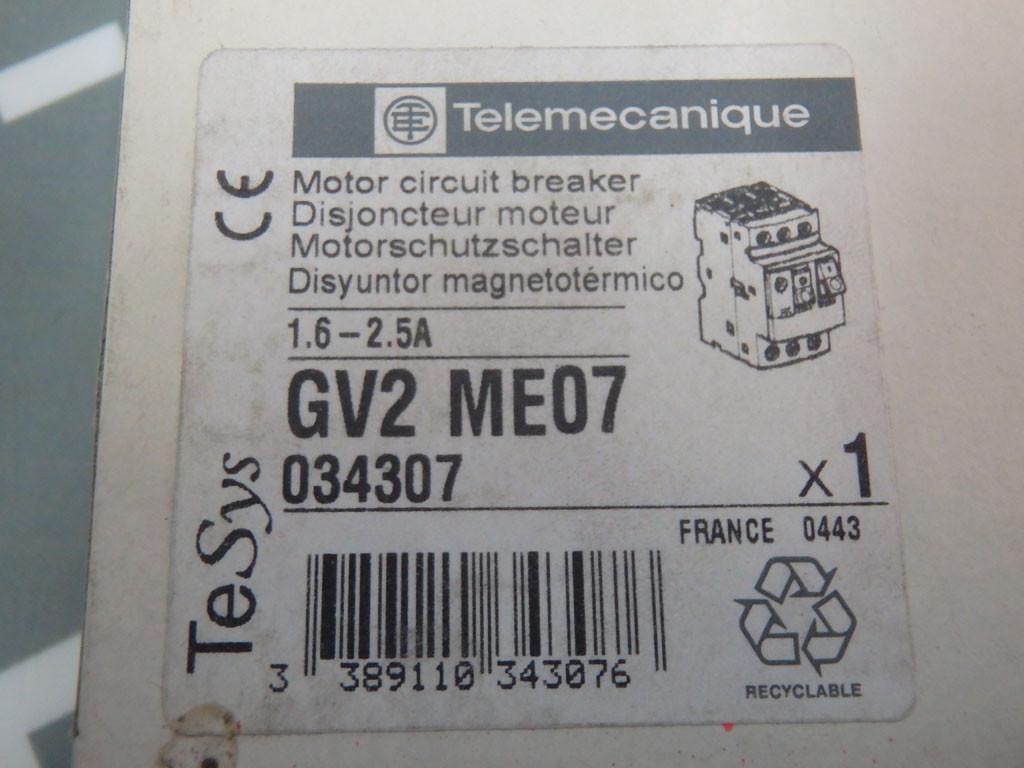 Telemecanique
CE
Motor circuit breaker
Disjoncteur moteur
Motorschutzschalter
Disyuntor magnetotérmico
1.6–2.5A
GV2 ME07
034307
x 1
TeSys
FRANCE 0443
3 389110 343076
RECYCLABLE